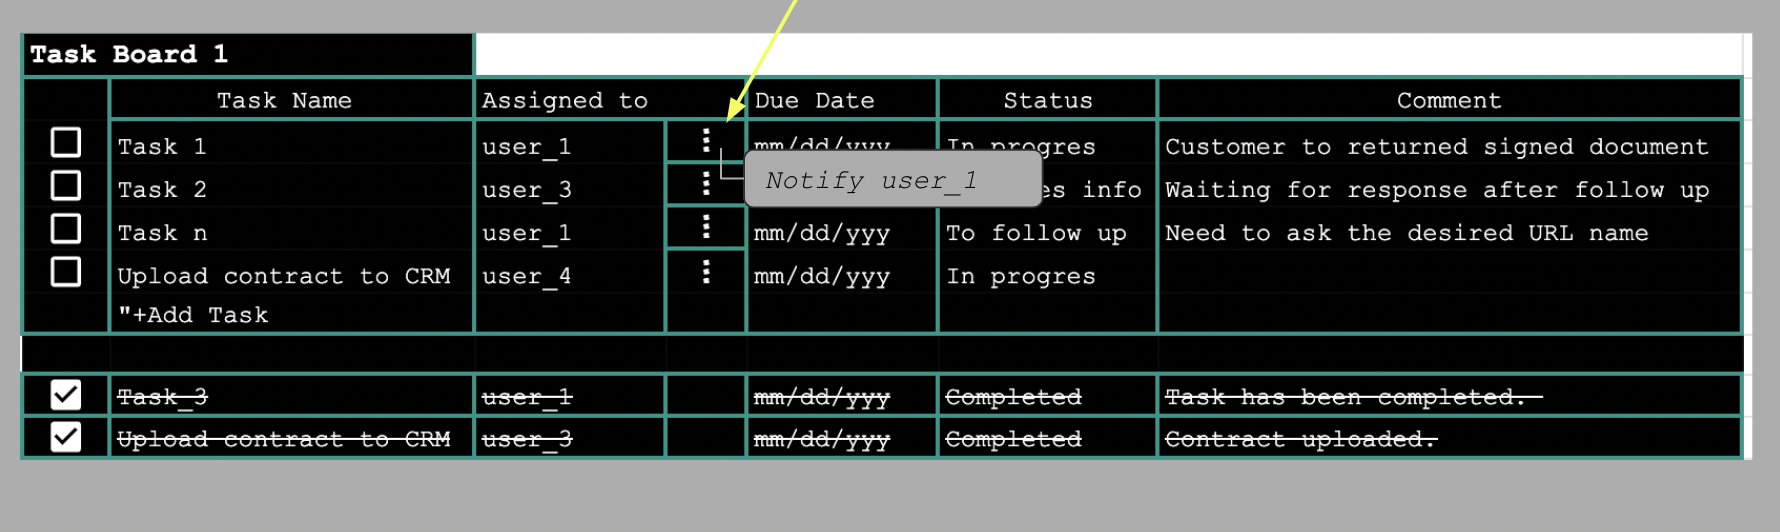 Task Board 1
Task Name Assigned to Due Date Status Comment
Task 1 user_1 mm/dd/yyy In progres Customer to returned signed document
Notify user_1
Task 2 user_3 info Waiting for response after follow up
Task n user_1 mm/dd/yyy To follow up Need to ask the desired URL name
Upload contract to CRM user_4 mm/dd/yyy In progres
"+Add Task
Task_3 user_1 mm/dd/yyy Completed Task has been completed.
Upload contract to CRM user_3 mm/dd/yyy Completed Contract uploaded.